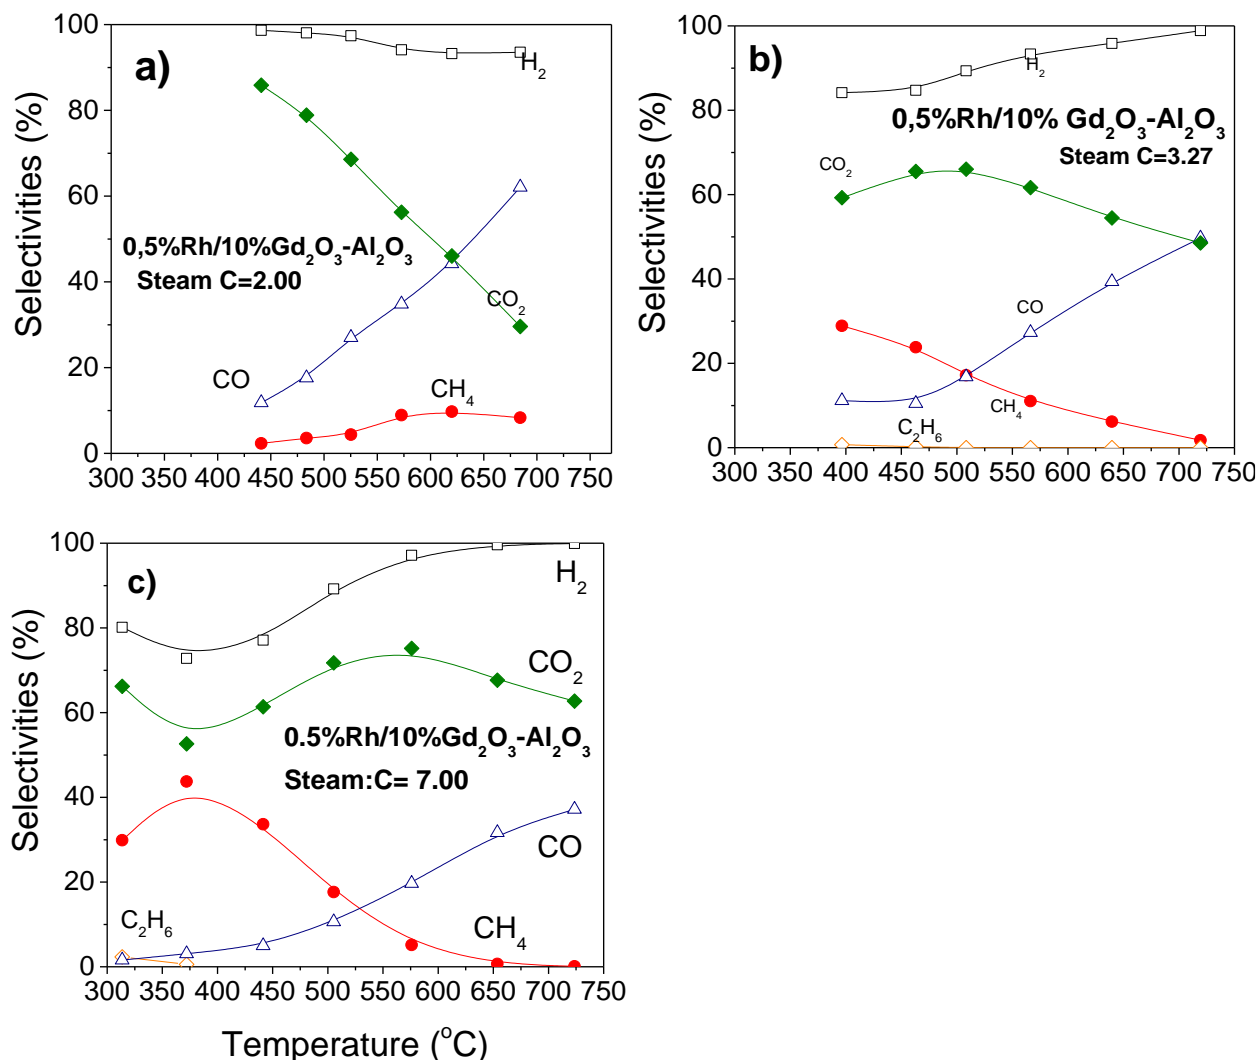 a)
Selectivities (%)
100
80
60
40
20
0
H2
0,5%Rh/10%Gd2O3-Al2O3
Steam C=2.00
CO2
CO
CH4
300 350 400 450 500 550 600 650 700 750
b)
Selectivities (%)
100
80
60
40
20
0
H2
0,5%Rh/10% Gd2O3-Al2O3
Steam C=3.27
CO2
CO
CH4
C2H6
300 350 400 450 500 550 600 650 700 750
c)
Selectivities (%)
100
80
60
40
20
0
H2
CO2
0.5%Rh/10%Gd2O3-Al2O3
Steam:C= 7.00
CO
C2H6
CH4
300 350 400 450 500 550 600 650 700 750
Temperature (oC)